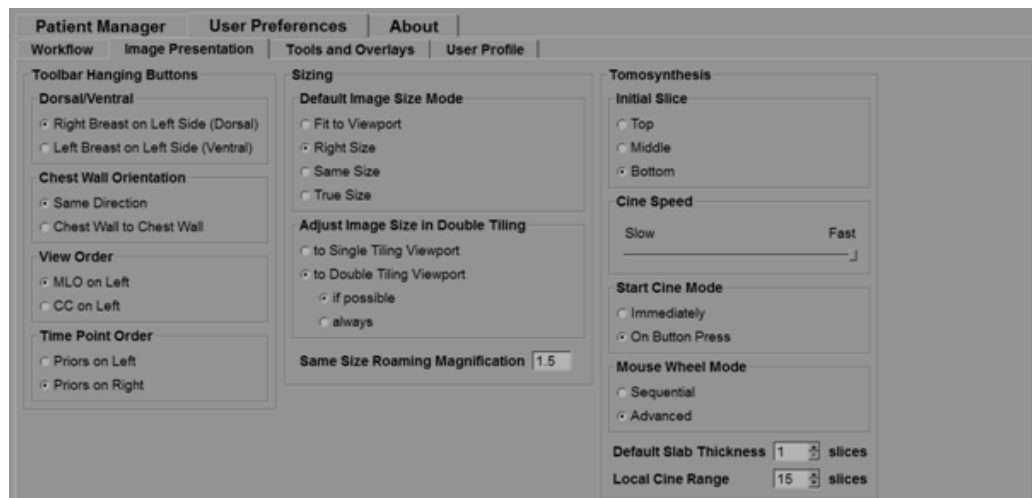 Patient Manager User Preferences About
Workflow Image Presentation Tools and Overlays User Profile
Toolbar Hanging Buttons
Dorsal/Ventral
Right Breast on Left Side (Dorsal)
Left Breast on Left Side (Ventral)
Chest Wall Orientation
Same Direction
Chest Wall to Chest Wall
View Order
MLO on Left
CC on Left
Time Point Order
Priors on Left
Priors on Right
Sizing
Default Image Size Mode
Fit to Viewport
Right Size
Same Size
True Size
Adjust Image Size in Double Tiling
to Single Tiling Viewport
to Double Tiling Viewport
if possible
always
Same Size Roaming Magnification 1.5
Tomosynthesis
Initial Slice
Top
Middle
Bottom
Cine Speed
Slow Fast
Start Cine Mode
Immediately
On Button Press
Mouse Wheel Mode
Sequential
Advanced
Default Slab Thickness 1 slices
Local Cine Range 15 slices